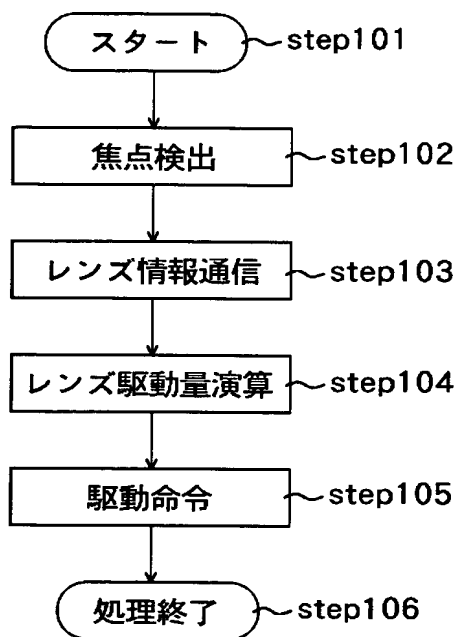 スタート step101
焦点検出 step102
レンズ情報通信 step103
レンズ駆動量演算 step104
駆動命令 step105
処理終了 step106